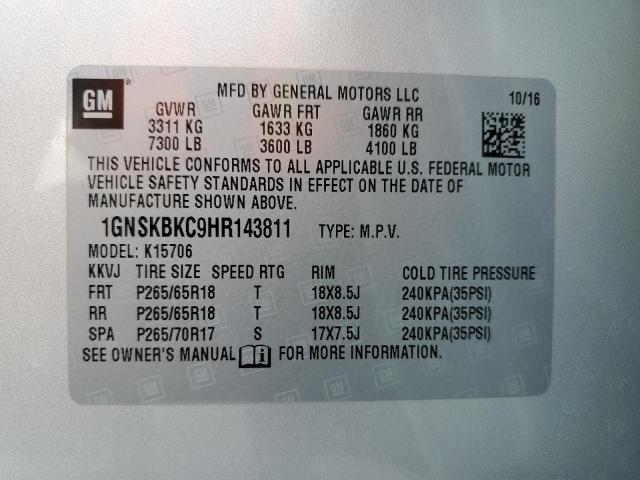 GM
MFD BY GENERAL MOTORS LLC
10/16
GVWR GAWR FRT GAWR RR
3311 KG 1633 KG 1860 KG
7300 LB 3600 LB 4100 LB
THIS VEHICLE CONFORMS TO ALL APPLICABLE U.S. FEDERAL MOTOR
VEHICLE SAFETY STANDARDS IN EFFECT ON THE DATE OF
MANUFACTURE SHOWN ABOVE.
1GNSKBKC9HR143811 TYPE: M.P.V.
MODEL: K15706
KKVJ TIRE SIZE SPEED RTG RIM COLD TIRE PRESSURE
FRT P265/65R18 T 18X8.5J 240KPA(35PSI)
RR P265/65R18 T 18X8.5J 240KPA(35PSI)
SPA P265/70R17 S 17X7.5J 240KPA(35PSI)
SEE OWNER'S MANUAL FOR MORE INFORMATION.